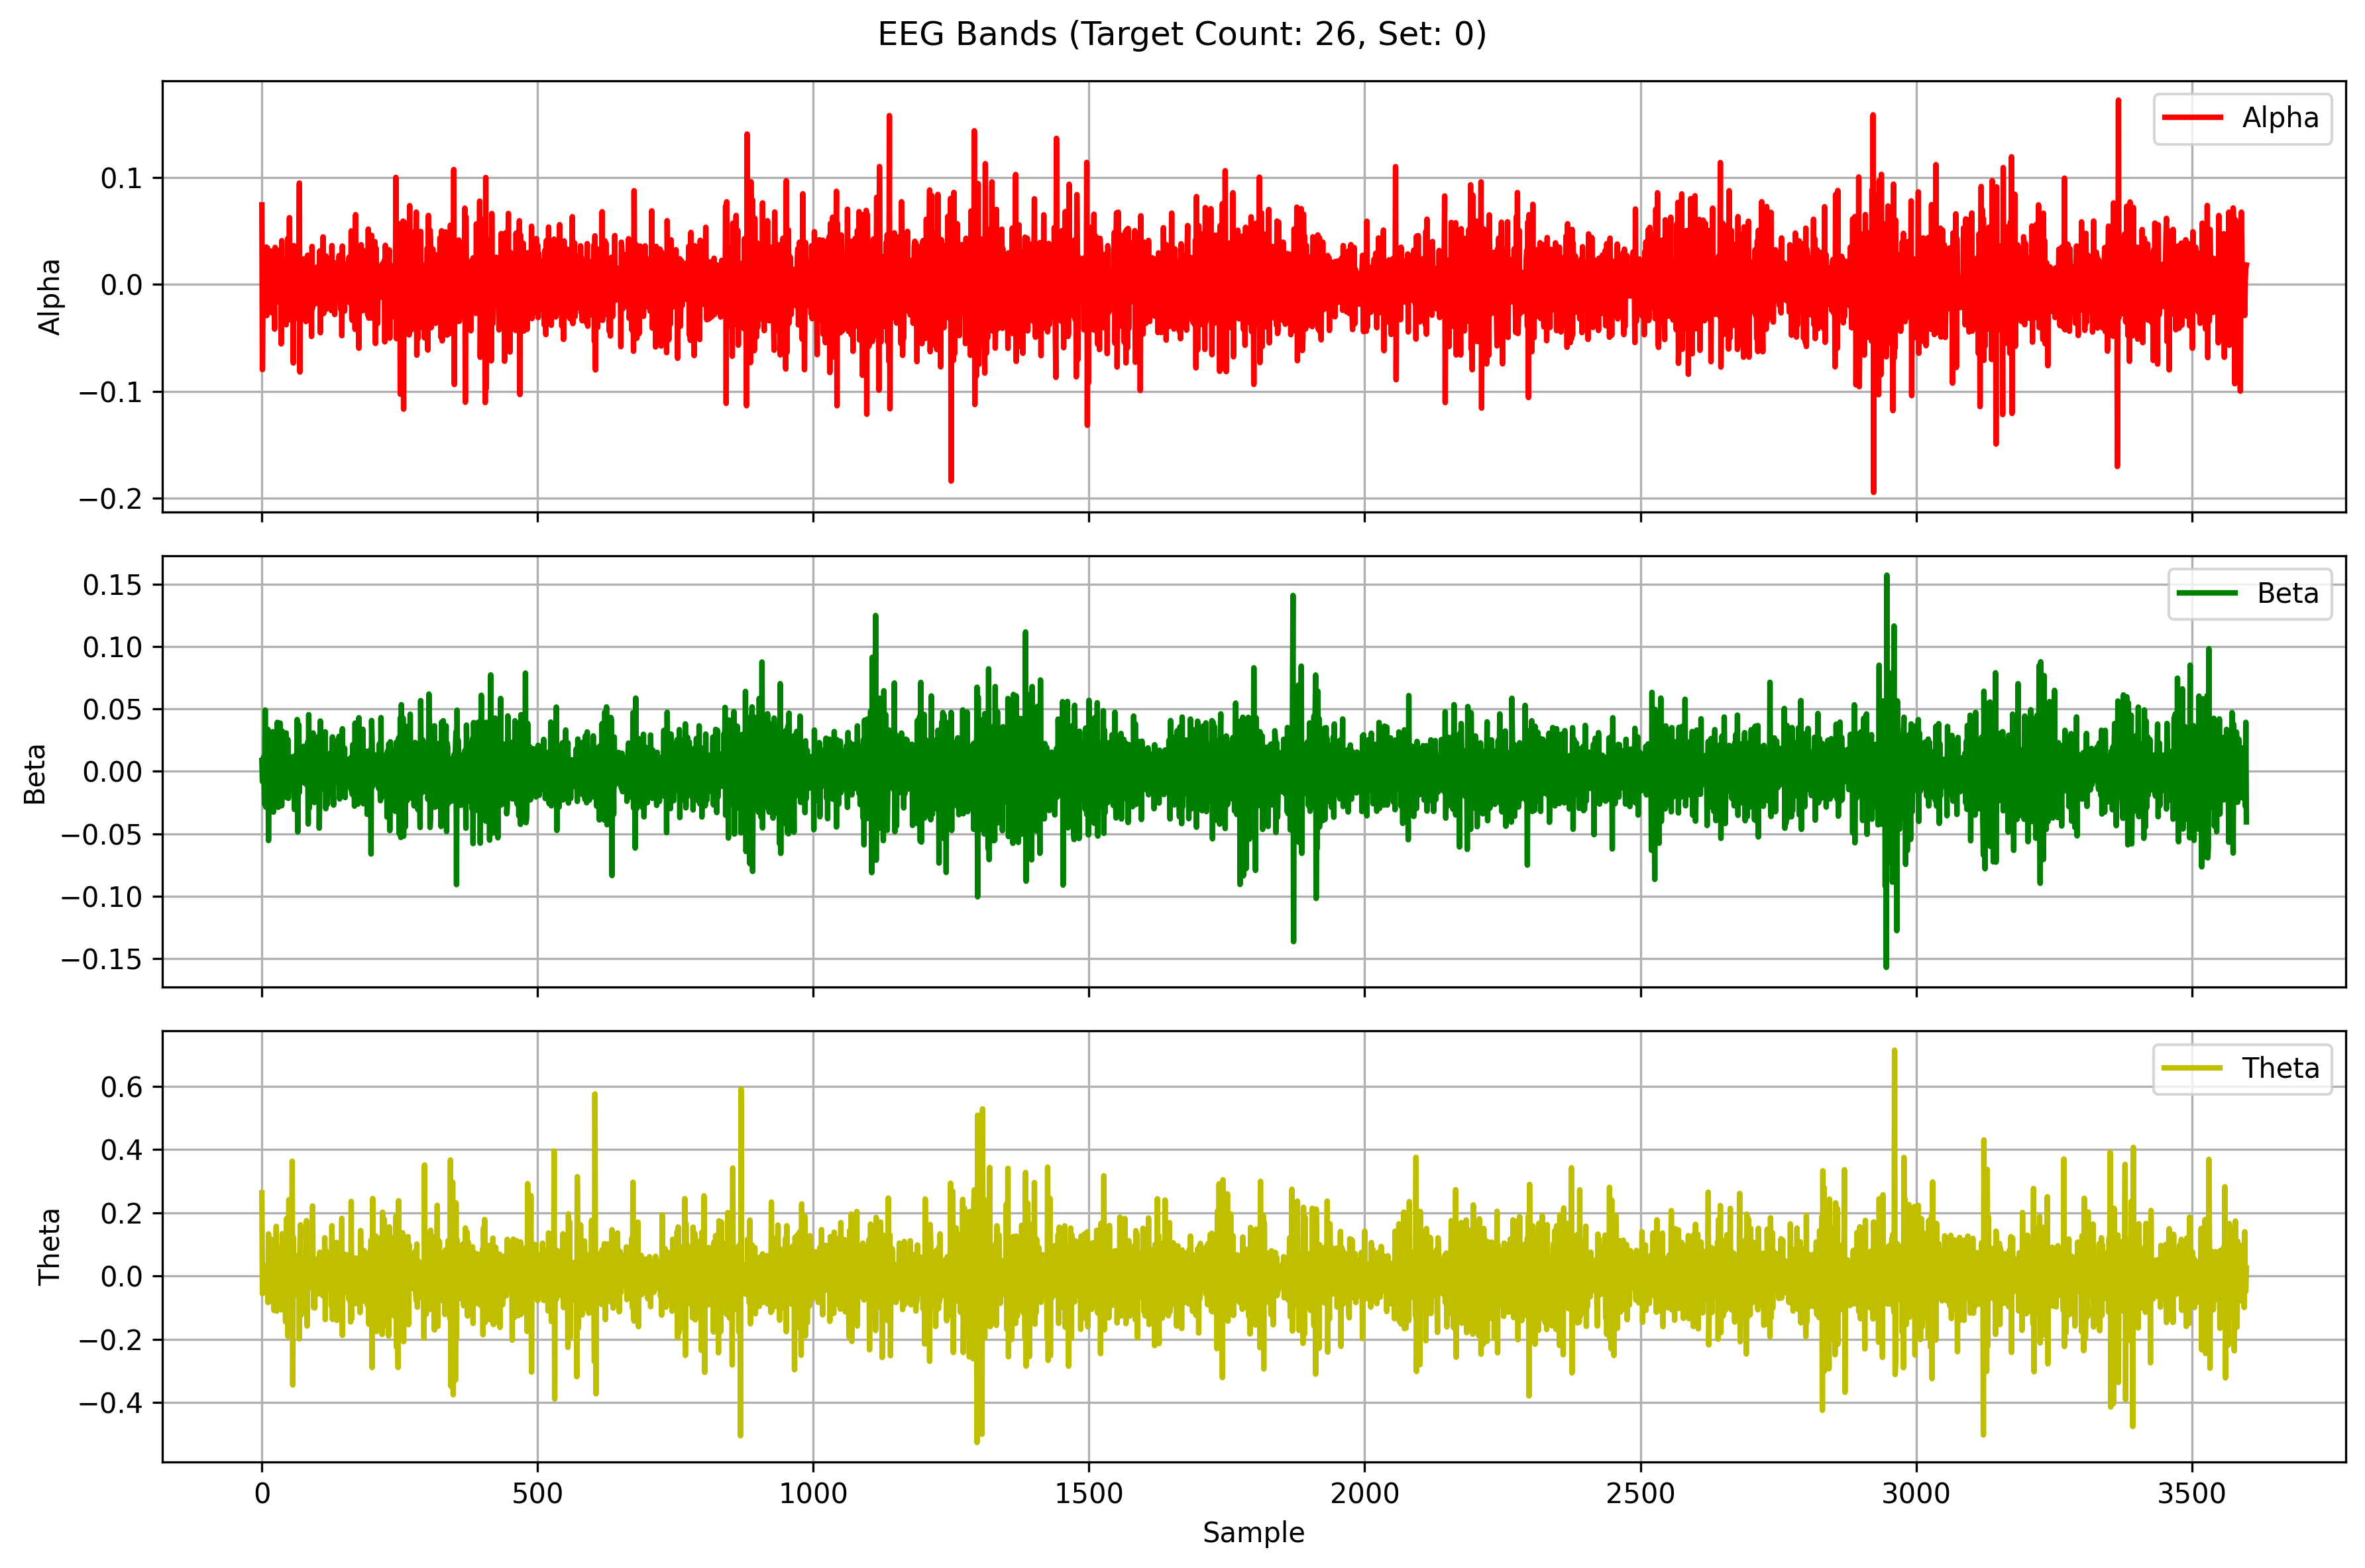 EEG Bands (Target Count: 26, Set: 0)
Alpha
0.1
0.0
−0.1
−0.2
Alpha
Beta
0.15
0.10
0.05
0.00
−0.05
−0.10
−0.15
Beta
Theta
0.6
0.4
0.2
0.0
−0.2
−0.4
Theta
0 500 1000 1500 2000 2500 3000 3500
Sample